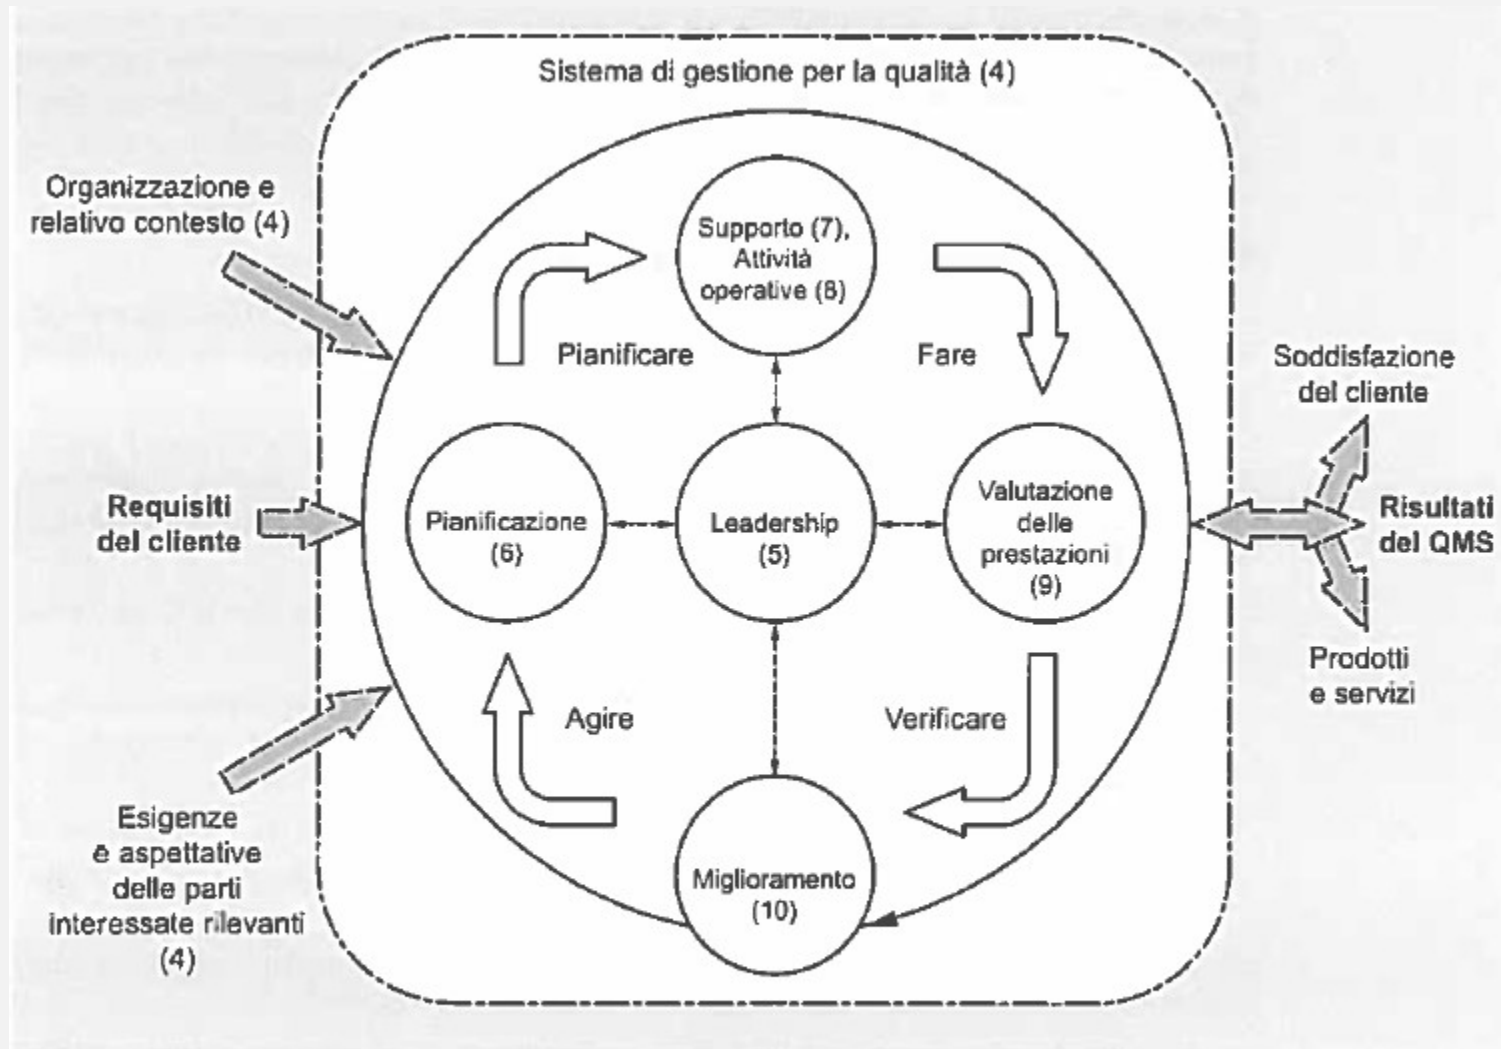 Sistema di gestione per la qualità (4)
Organizzazione e
relativo contesto (4)
Supporto (7),
Attività
operative (8)
Pianificare
Fare
Soddisfazione
del cliente
Requisiti
del cliente
Pianificazione
(6)
Leadership
(5)
Valutazione
delle
prestazioni
(9)
Risultati
del QMS
Agire
Verificare
Prodotti
e servizi
Esigenze
e aspettative
delle parti
interessate rilevanti
(4)
Miglioramento
(10)